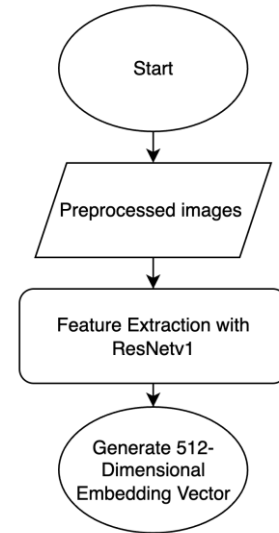 Start
Preprocessed images
Feature Extraction with
ResNetv1
Generate 512-
Dimensional
Embedding Vector